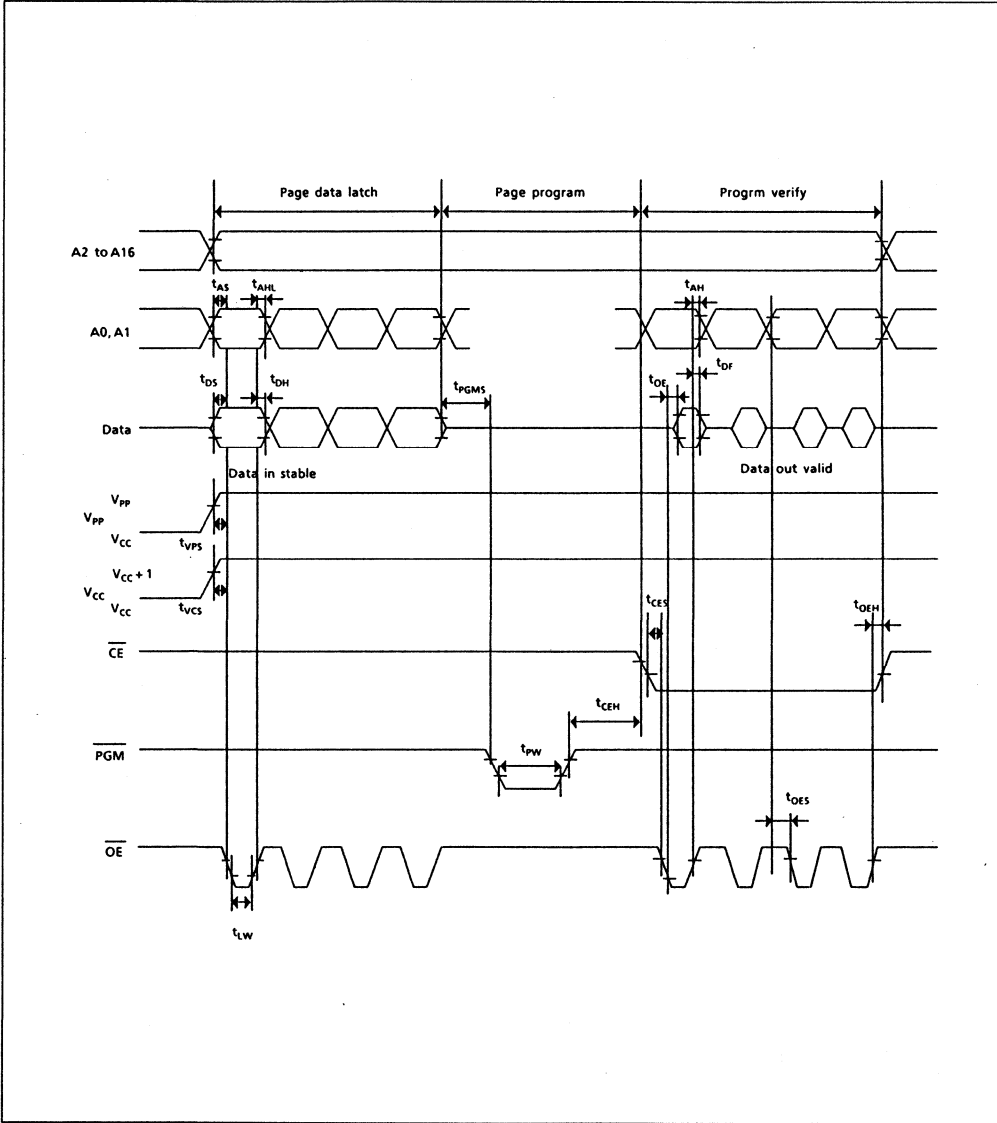 Page data latch Page program Progrm verify
A2 to A16
tAS tAHL tAH
A0, A1
tDS tDH tPGMS tOE tDF
Data
Data in stable Data out valid
VPP
VPP
VCC tVPS
VCC + 1
VCC
VCC tVCS tCES tOEH
CE
tCEH
PGM tPW
tOES
OE
tLW